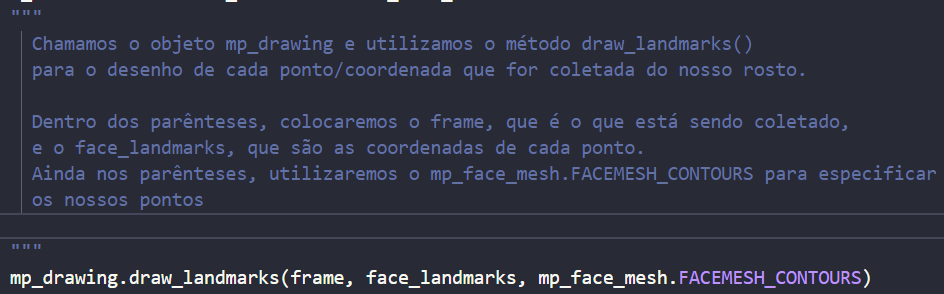 """
Chamamos o objeto mp_drawing e utilizamos o método draw_landmarks()
para o desenho de cada ponto/coordenada que for coletada do nosso rosto.
Dentro dos parênteses, colocaremos o frame, que é o que está sendo coletado,
e o face_landmarks, que são as coordenadas de cada ponto.
Ainda nos parênteses, utilizaremos o mp_face_mesh.FACEMESH_CONTOURS para especificar
os nossos pontos
"""
mp_drawing.draw_landmarks(frame, face_landmarks, mp_face_mesh.FACEMESH_CONTOURS)